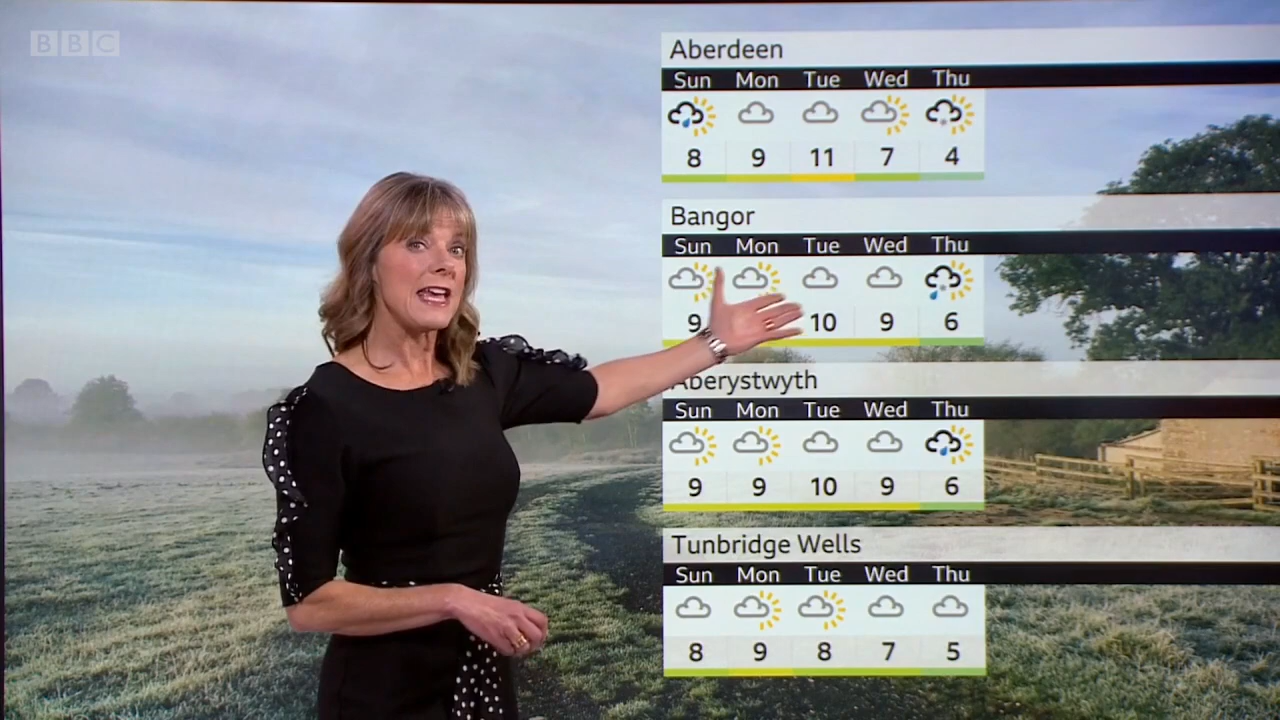 BBC
Aberdeen
Sun Mon Tue Wed Thu
8 9 11 7 4
Bangor
Sun Mon Tue Wed Thu
9 10 9 6
Aberystwyth
Sun Mon Tue Wed Thu
9 9 10 9 6
Tunbridge Wells
Sun Mon Tue Wed Thu
8 9 8 7 5